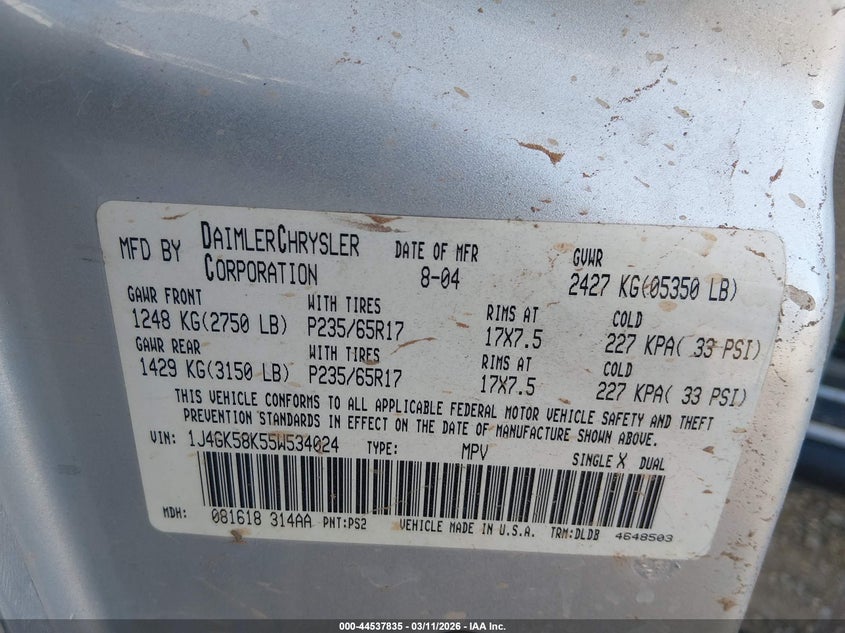 MFD BY DAIMLERCHRYSLER CORPORATION DATE OF MFR 8-04 GVWR 2427 KG(05350 LB)
GAWR FRONT WITH TIRES RIMS AT COLD
1248 KG(2750 LB) P235/65R17 17X7.5 227 KPA( 33 PSI)
GAWR REAR WITH TIRES RIMS AT COLD
1429 KG(3150 LB) P235/65R17 17X7.5 227 KPA( 33 PSI)
THIS VEHICLE CONFORMS TO ALL APPLICABLE FEDERAL MOTOR VEHICLE SAFETY AND THEFT
PREVENTION STANDARDS IN EFFECT ON THE DATE OF MANUFACTURE SHOWN ABOVE.
VIN: 1J4GK58K55W534024 TYPE: MPV SINGLE X DUAL
MDH: 081618 314AA PNT:PS2 VEHICLE MADE IN U.S.A. TRM:DLDB 4648503
000-44537835 - 03/11/2026 - IAA Inc.